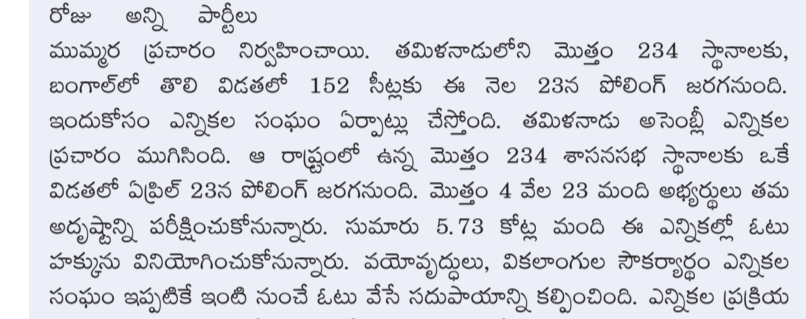 రోజు అన్ని పార్టీలు
ముమ్మర ప్రచారం నిర్వహించాయి. తమిళనాడులోని మొత్తం 234 స్థానాలకు,
బంగాల్‌లో తొలి విడతలో 152 సీట్లకు ఈ నెల 23న పోలింగ్ జరగనుంది.
ఇందుకోసం ఎన్నికల సంఘం ఏర్పాట్లు చేస్తోంది. తమిళనాడు అసెంబ్లీ ఎన్నికల
ప్రచారం ముగిసింది. ఆ రాష్ట్రంలో ఉన్న మొత్తం 234 శాసనసభ స్థానాలకు ఒకే
విడతలో ఏప్రిల్ 23న పోలింగ్ జరగనుంది. మొత్తం 4 వేల 23 మంది అభ్యర్థులు తమ
అదృష్టాన్ని పరీక్షించుకోనున్నారు. సుమారు 5.73 కోట్ల మంది ఈ ఎన్నికల్లో ఓటు
హక్కును వినియోగించుకోనున్నారు. వయోవృద్ధులు, వికలాంగుల సౌకర్యార్థం ఎన్నికల
సంఘం ఇప్పటికే ఇంటి నుంచే ఓటు వేసే సదుపాయాన్ని కల్పించింది. ఎన్నికల ప్రక్రియ